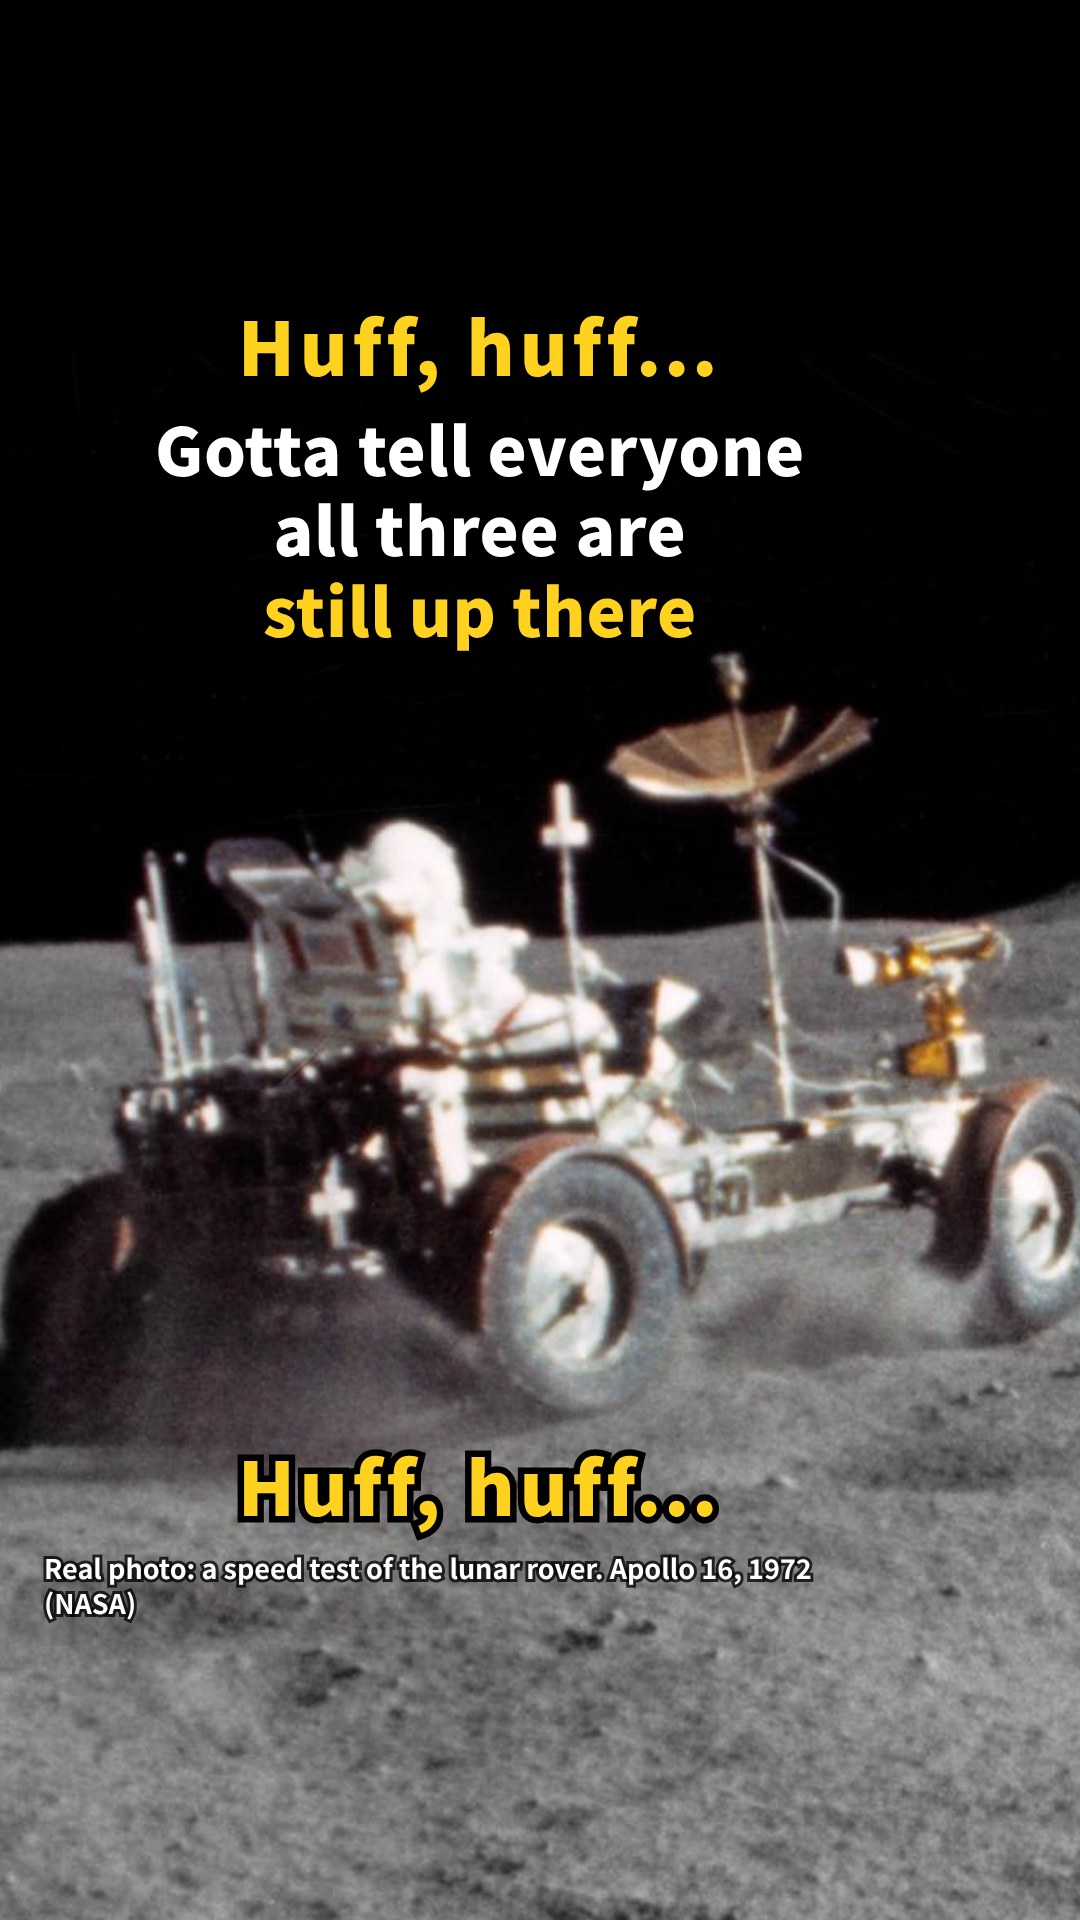 Huff, huff...
Gotta tell everyone
all three are
still up there
Huff, huff...
Real photo: a speed test of the lunar rover. Apollo 16, 1972
(NASA)